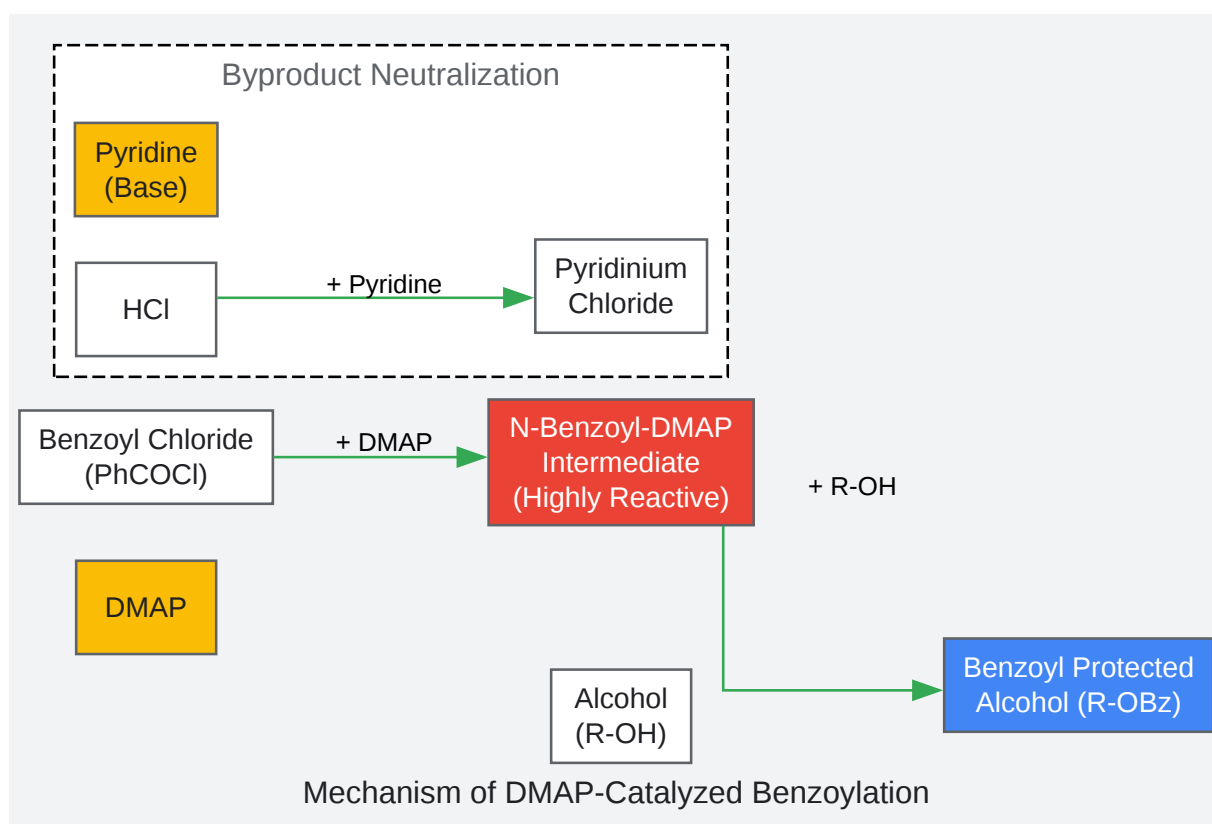 Byproduct Neutralization
Pyridine
(Base)
HCl
+ Pyridine
Pyridinium
Chloride
Benzoyl Chloride
(PhCOCl)
+ DMAP
N-Benzoyl-DMAP
Intermediate
(Highly Reactive)
+ R-OH
DMAP
Alcohol
(R-OH)
Benzoyl Protected
Alcohol (R-OBz)
Mechanism of DMAP-Catalyzed Benzoylation